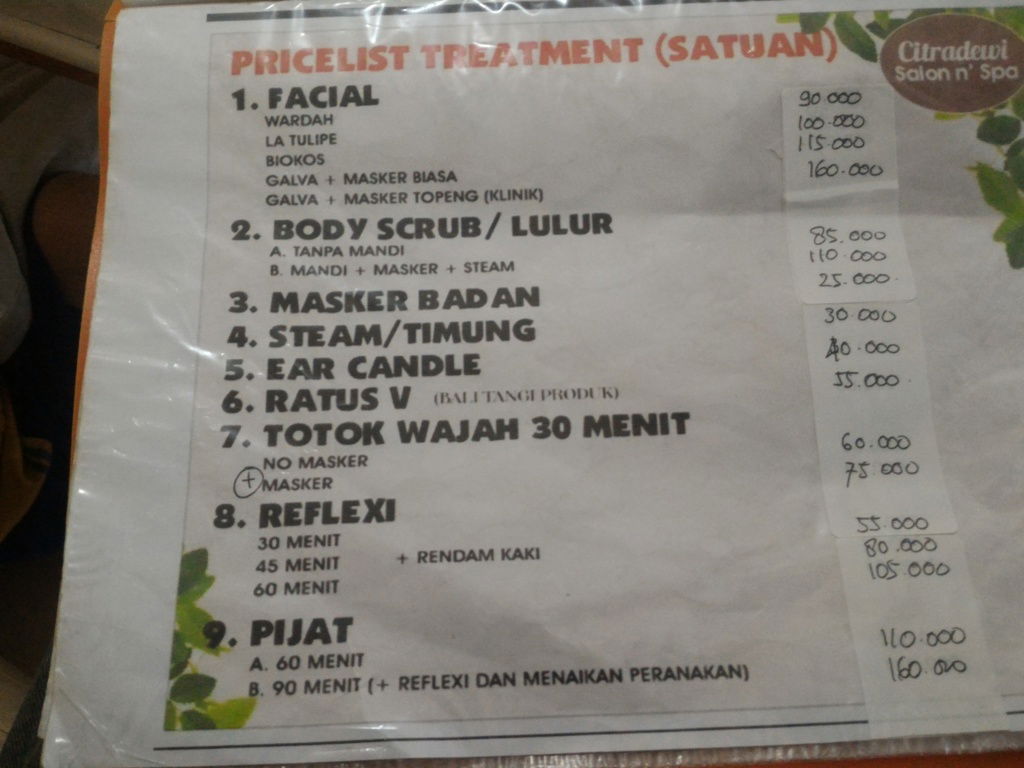 Citradewi
Salon n' Spa
PRICELIST TREATMENT (SATUAN)
1. FACIAL
WARDAH 90.000
LA TULIPE 100.000
BIOKOS 115.000
GALVA + MASKER BIASA 160.000
GALVA + MASKER TOPENG (KLINIK)
2. BODY SCRUB/ LULUR
A. TANPA MANDI 85.000
B. MANDI + MASKER + STEAM 110.000
3. MASKER BADAN 25.000
4. STEAM/TIMUNG 30.000
5. EAR CANDLE 40.000
6. RATUS V (BALI TANGI PRODUK) 55.000
7. TOTOK WAJAH 30 MENIT
NO MASKER 60.000
+ MASKER 75.000
8. REFLEXI
30 MENIT 55.000
45 MENIT + RENDAM KAKI 80.000
60 MENIT 105.000
9. PIJAT
A. 60 MENIT 110.000
B. 90 MENIT (+ REFLEXI DAN MENAIKAN PERANAKAN) 160.000